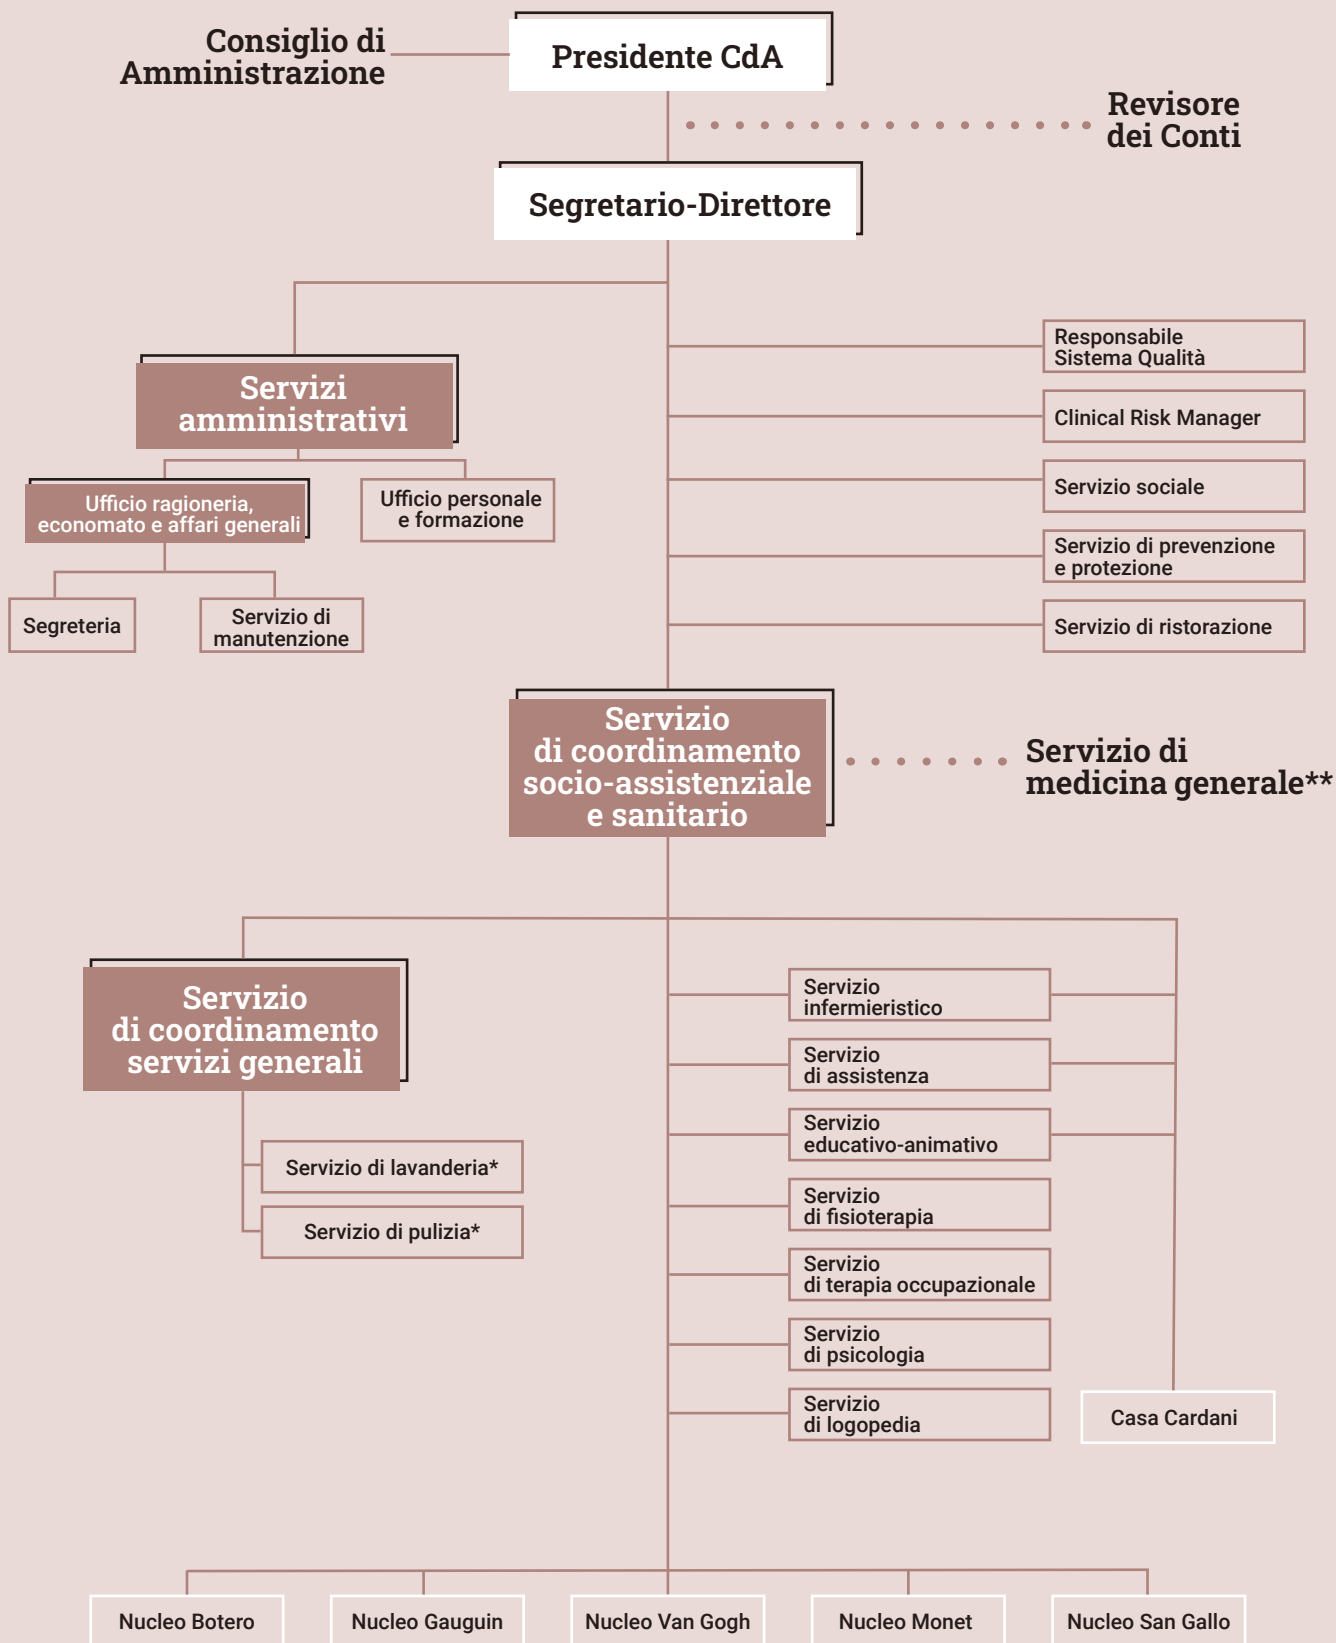 Consiglio di
Amministrazione
Presidente CdA
Revisore
dei Conti
Segretario-Direttore
Servizi
amministrativi
Ufficio ragioneria,
economato e affari generali
Ufficio personale
e formazione
Segreteria
Servizio di
manutenzione
Responsabile
Sistema Qualità
Clinical Risk Manager
Servizio sociale
Servizio di prevenzione
e protezione
Servizio di ristorazione
Servizio
di coordinamento
socio-assistenziale
e sanitario
Servizio di
medicina generale**
Servizio
di coordinamento
servizi generali
Servizio di lavanderia*
Servizio di pulizia*
Servizio
infermieristico
Servizio
di assistenza
Servizio
educativo-animativo
Servizio
di fisioterapia
Servizio
di terapia occupazionale
Servizio
di psicologia
Servizio
di logopedia
Casa Cardani
Nucleo Botero
Nucleo Gauguin
Nucleo Van Gogh
Nucleo Monet
Nucleo San Gallo